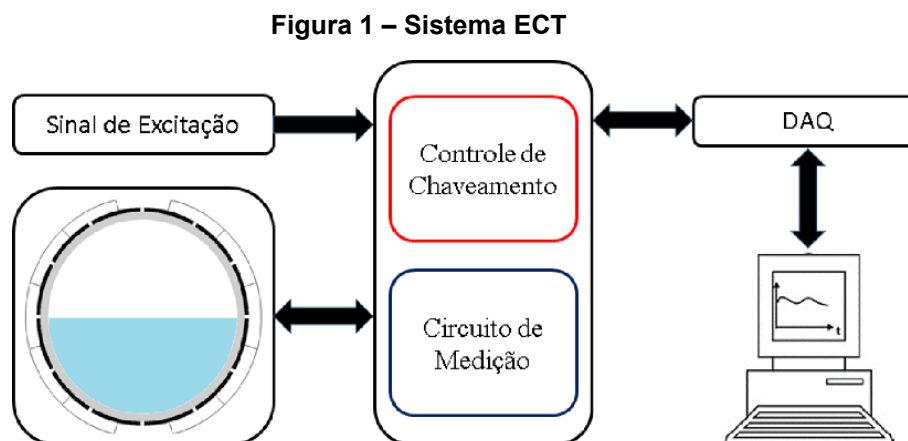 Figura 1 – Sistema ECT
Sinal de Excitação
Controle de
Chaveamento
DAQ
Circuito de
Medição
t